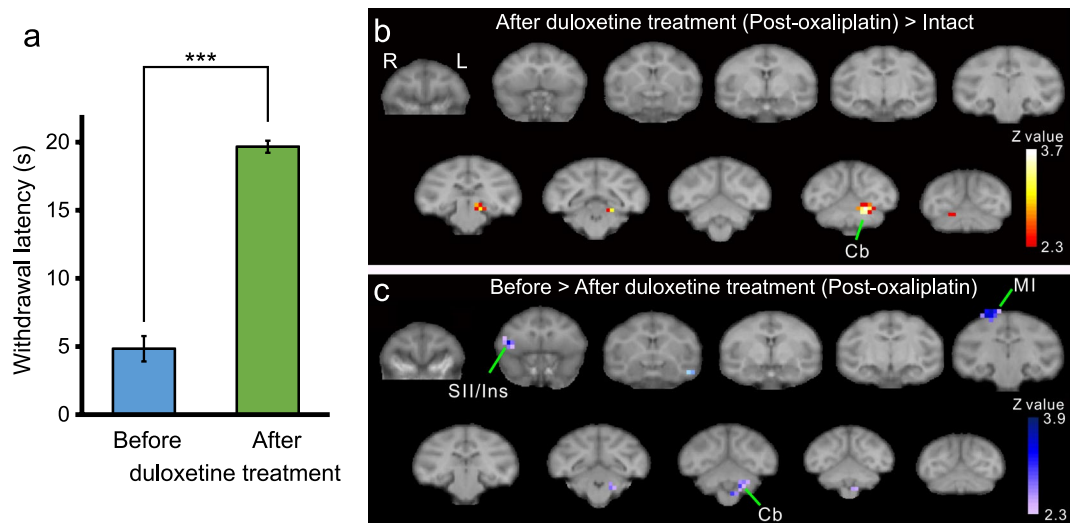 a
***
Withdrawal latency (s)
20
15
10
5
0
Before
After
duloxetine treatment
b
After duloxetine treatment (Post-oxaliplatin) > Intact
R
L
Z value
3.7
2.3
Cb
c
Before > After duloxetine treatment (Post-oxaliplatin)
MI
SII/Ins
Z value
3.9
2.3
Cb